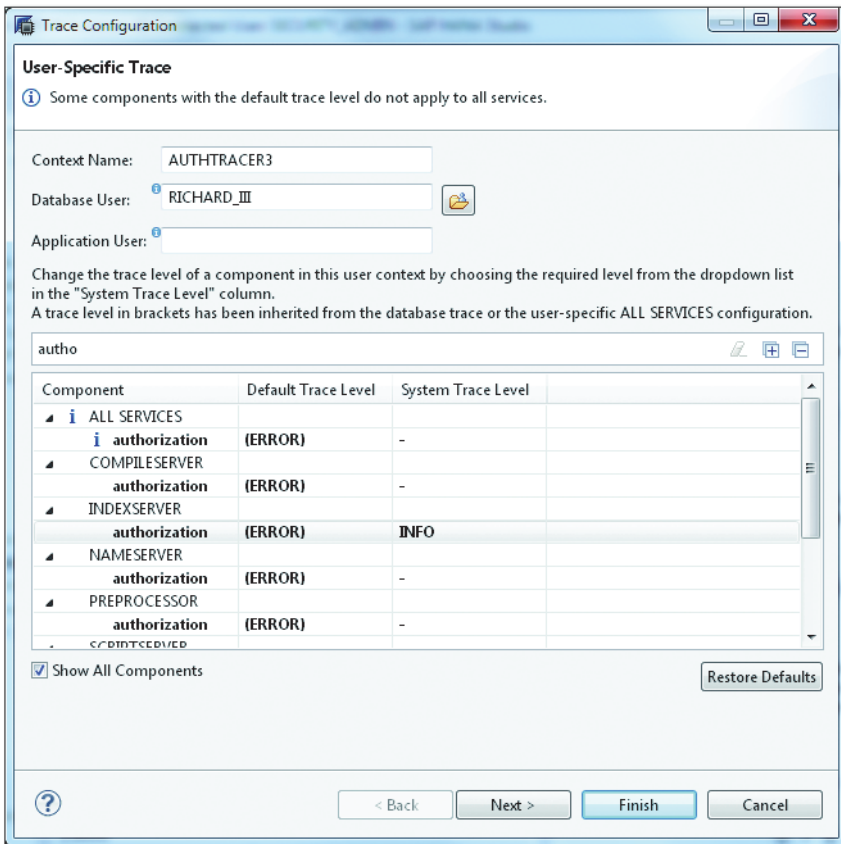 Trace Configuration
User-Specific Trace
Some components with the default trace level do not apply to all services.
Context Name: AUTHTRACER3
Database User: RICHARD_III
Application User:
Change the trace level of a component in this user context by choosing the required level from the dropdown list
in the "System Trace Level" column.
A trace level in brackets has been inherited from the database trace or the user-specific ALL SERVICES configuration.
autho
Component Default Trace Level System Trace Level
ALL SERVICES
authorization (ERROR) -
COMPILESERVER
authorization (ERROR) -
INDEXSERVER
authorization (ERROR) INFO
NAMESERVER
authorization (ERROR) -
PREPROCESSOR
authorization (ERROR) -
SCRIPTSERVER
Show All Components
Restore Defaults
< Back Next > Finish Cancel